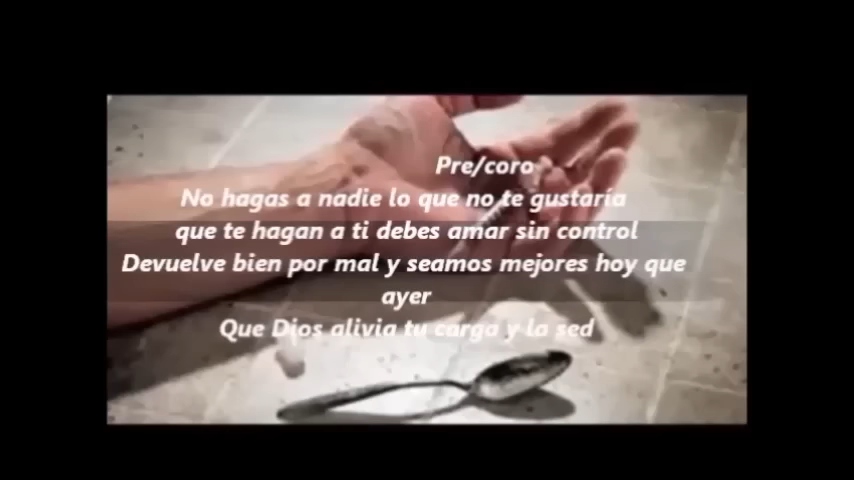 Pre/coro
No hagas a nadie lo que no te gustaría
que te hagan a ti debes amar sin control
Devuelve bien por mal y seamos mejores hoy que
ayer
Que Dios alivia tu carga y la sed